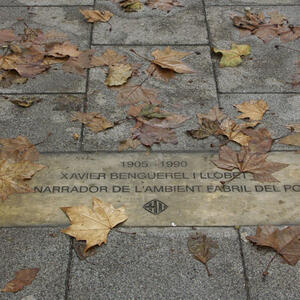 1905-1990
XAVIER BENGUEREL I LLOBET
NARRADOR DE L'AMBIENT FABRIL DEL